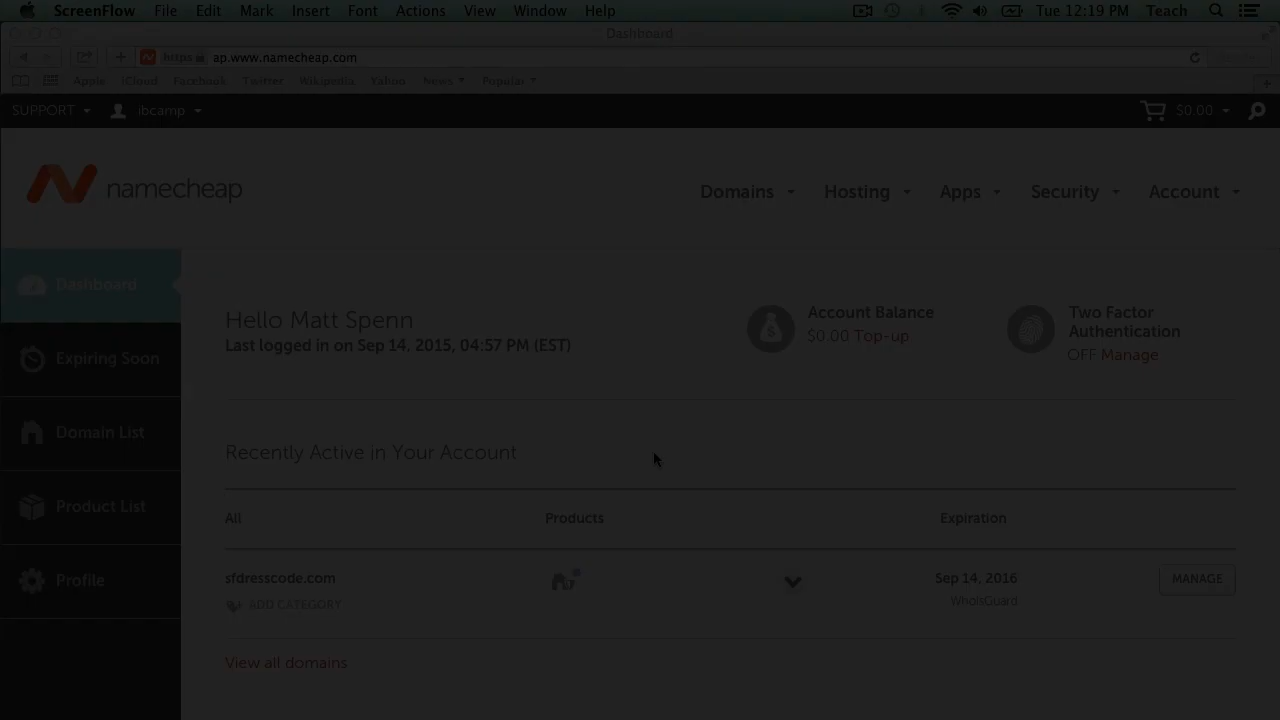 ScreenFlow File Edit Mark Insert Font Actions View Window Help Tue 12:19 PM Teach
Dashboard
https ap.www.namecheap.com
Apple iCloud Facebook Twitter Wikipedia Yahoo News Popular
SUPPORT ibcamp $0.00
namecheap
Domains Hosting Apps Security Account
Dashboard
Expiring Soon
Domain List
Product List
Profile
Hello Matt Spenn
Last logged in on Sep 14, 2015, 04:57 PM (EST)
Account Balance
$0.00 Top-up
Two Factor
Authentication
OFF Manage
Recently Active in Your Account
All Products Expiration
sfdresscode.com Sep 14, 2016 MANAGE
ADD CATEGORY WhoisGuard
View all domains